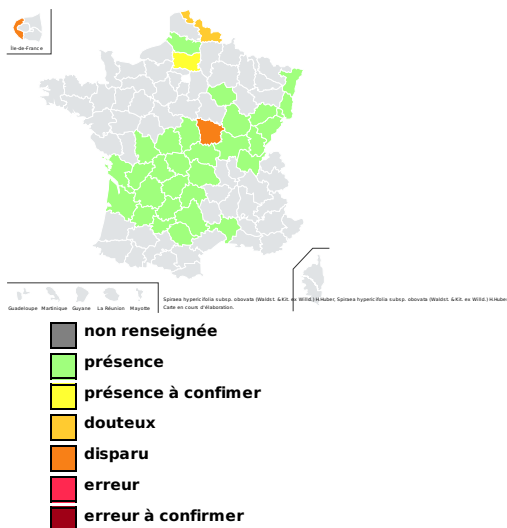 Île-de-France
Guadeloupe Martinique Guyane La Réunion Mayotte
Spiraea hypericifolia subsp. obovata (Waldst. & Kit. ex Willd.) H.Huber, Spiraea hypericifolia subsp. obovata (Waldst. & Kit. ex Willd.) H.Huber
Carte en cours d'élaboration.
non renseignée
présence
présence à confimer
douteux
disparu
erreur
erreur à confirmer